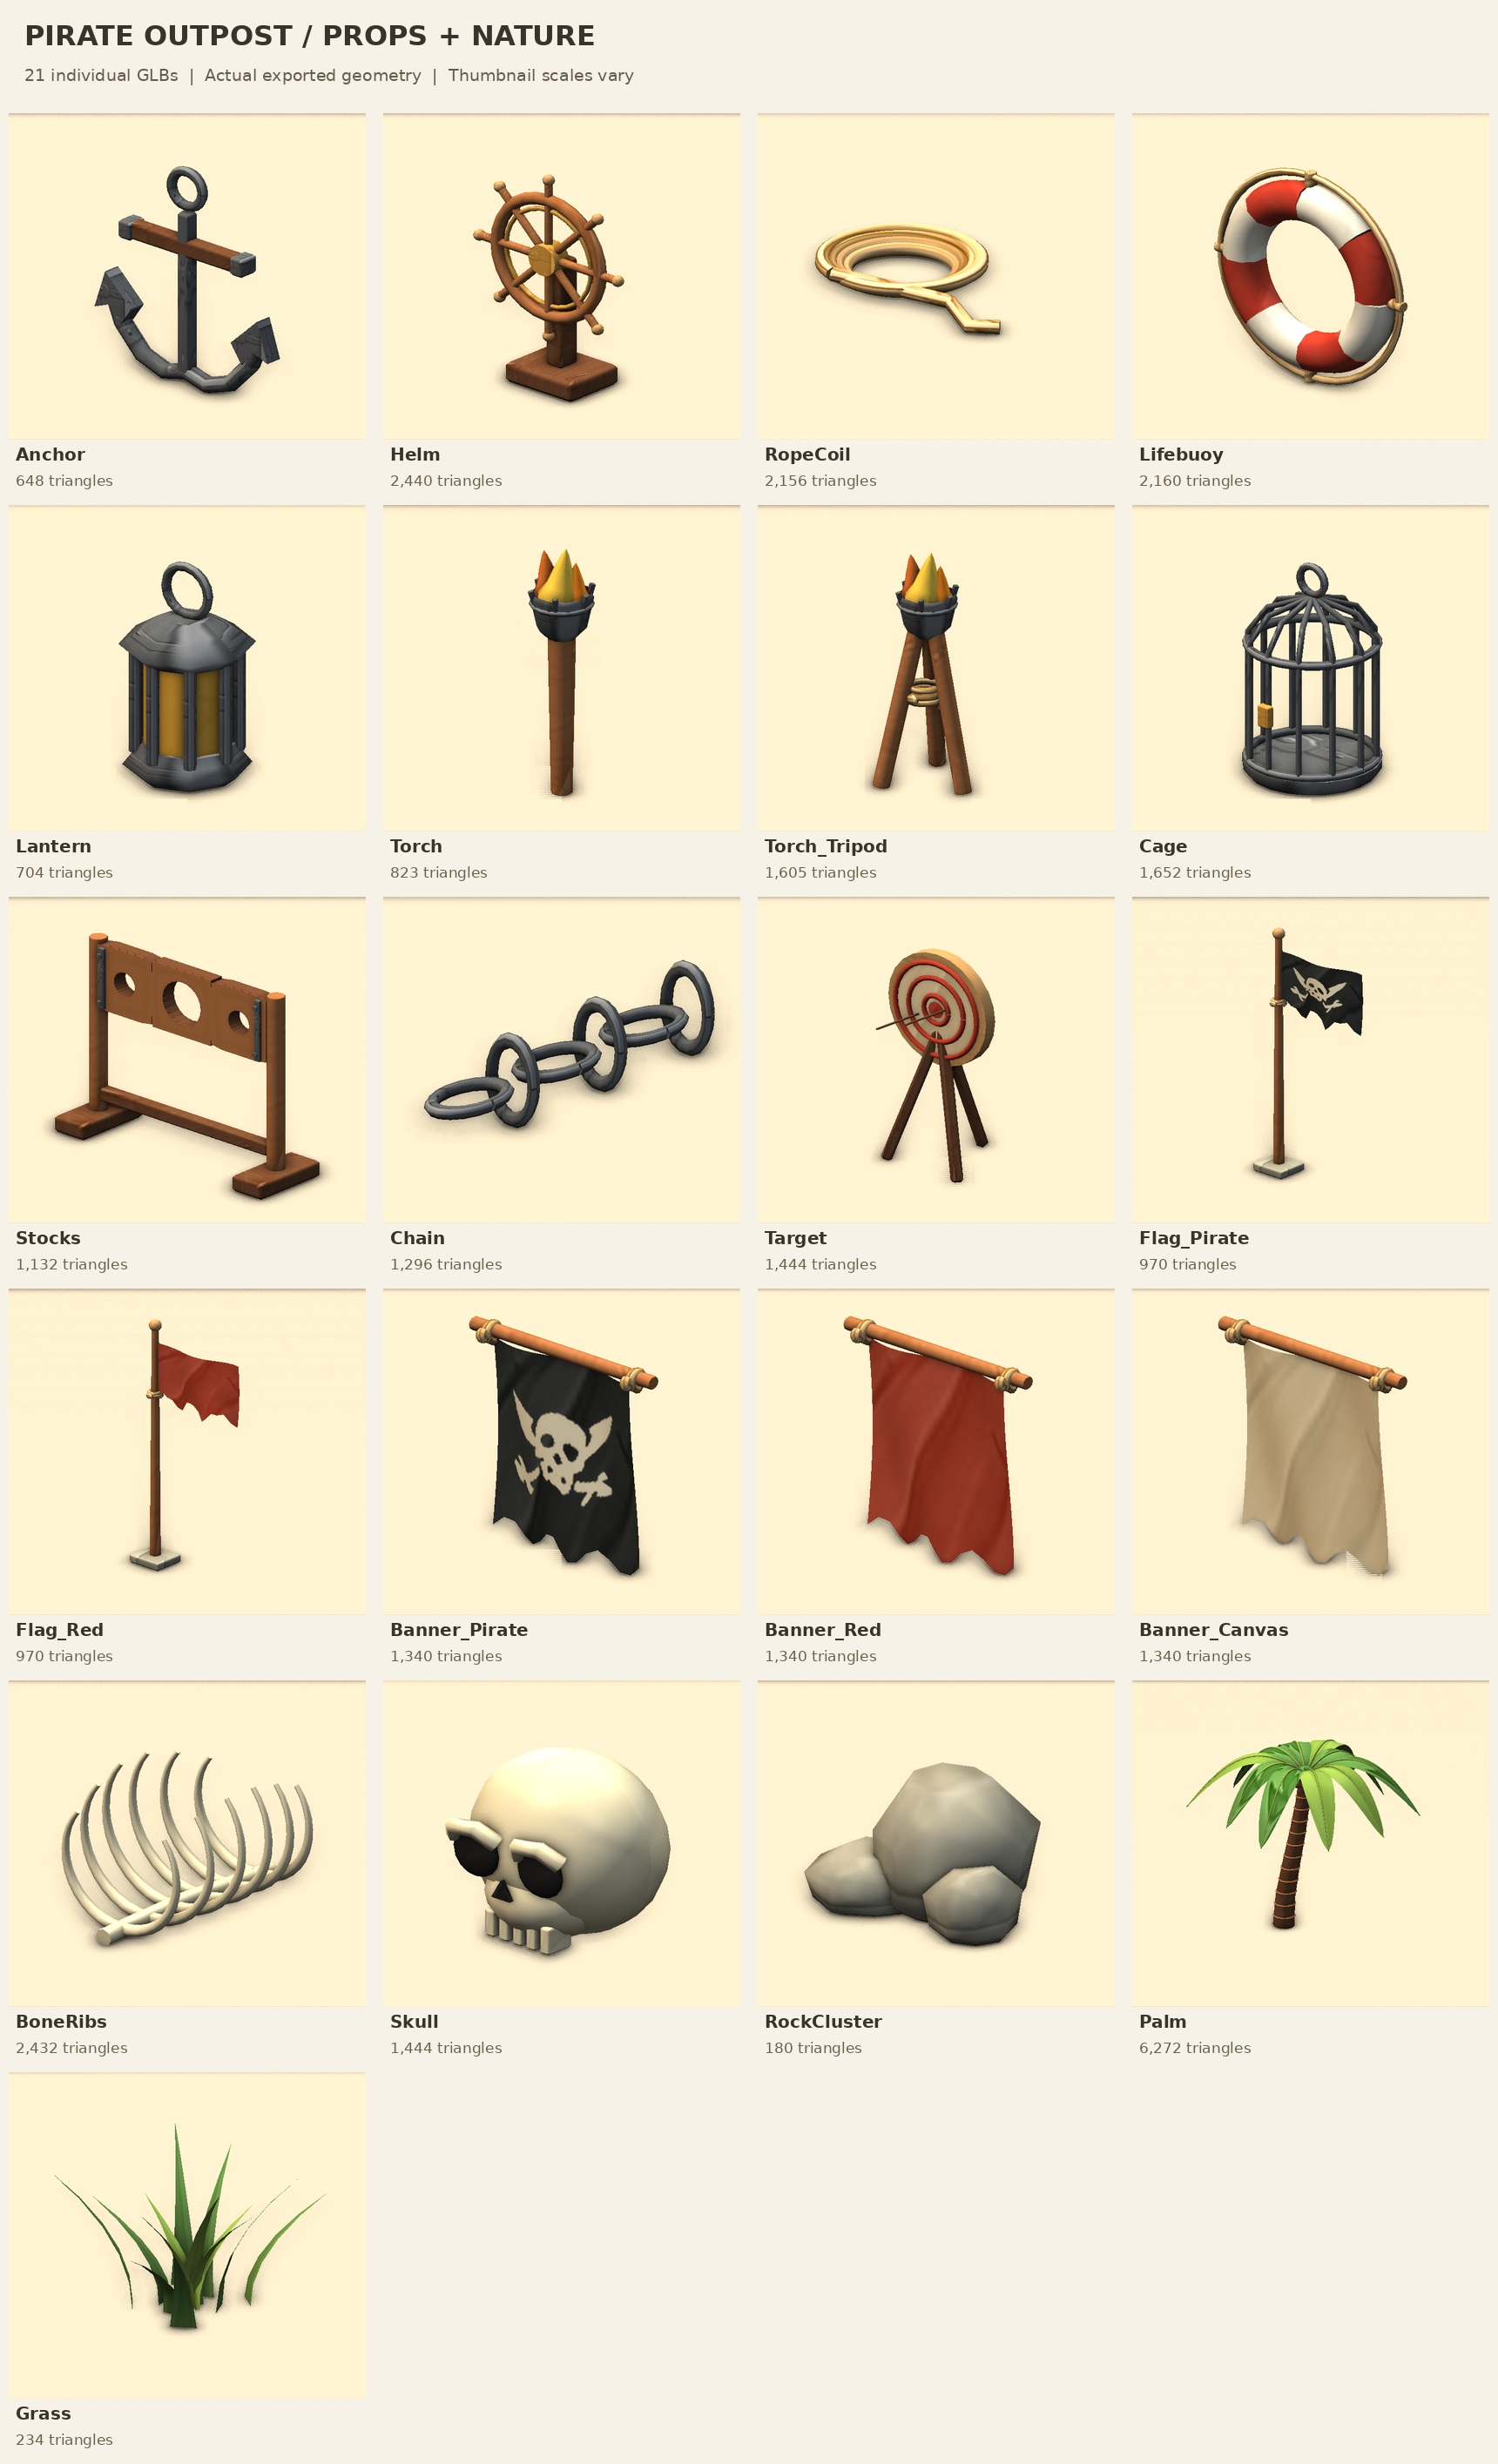 PIRATE OUTPOST / PROPS + NATURE
21 individual GLBs | Actual exported geometry | Thumbnail scales vary
Anchor
648 triangles
Helm
2,440 triangles
RopeCoil
2,156 triangles
Lifebuoy
2,160 triangles
Lantern
704 triangles
Torch
823 triangles
Torch_Tripod
1,605 triangles
Cage
1,652 triangles
Stocks
1,132 triangles
Chain
1,296 triangles
Target
1,444 triangles
Flag_Pirate
970 triangles
Flag_Red
970 triangles
Banner_Pirate
1,340 triangles
Banner_Red
1,340 triangles
Banner_Canvas
1,340 triangles
BoneRibs
2,432 triangles
Skull
1,444 triangles
RockCluster
180 triangles
Palm
6,272 triangles
Grass
234 triangles